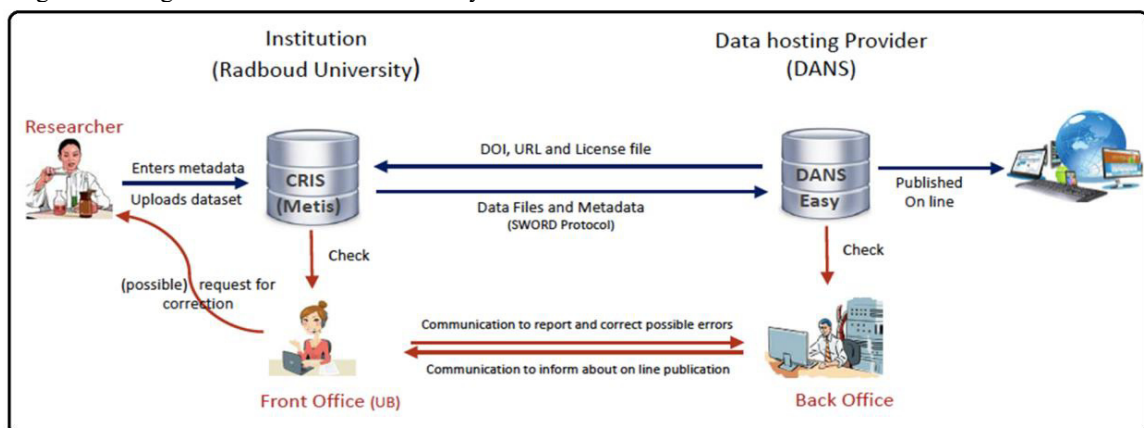 Institution
(Radboud University)
Data hosting Provider
(DANS)
Researcher
Enters metadata
Uploads dataset
CRIS
(Metis)
DOI, URL and License file
Data Files and Metadata
(SWORD Protocol)
DANS
Easy
Published
On line
Check
Check
(possible) request for
correction
Communication to report and correct possible errors
Communication to inform about on line publication
Front Office (UB)
Back Office